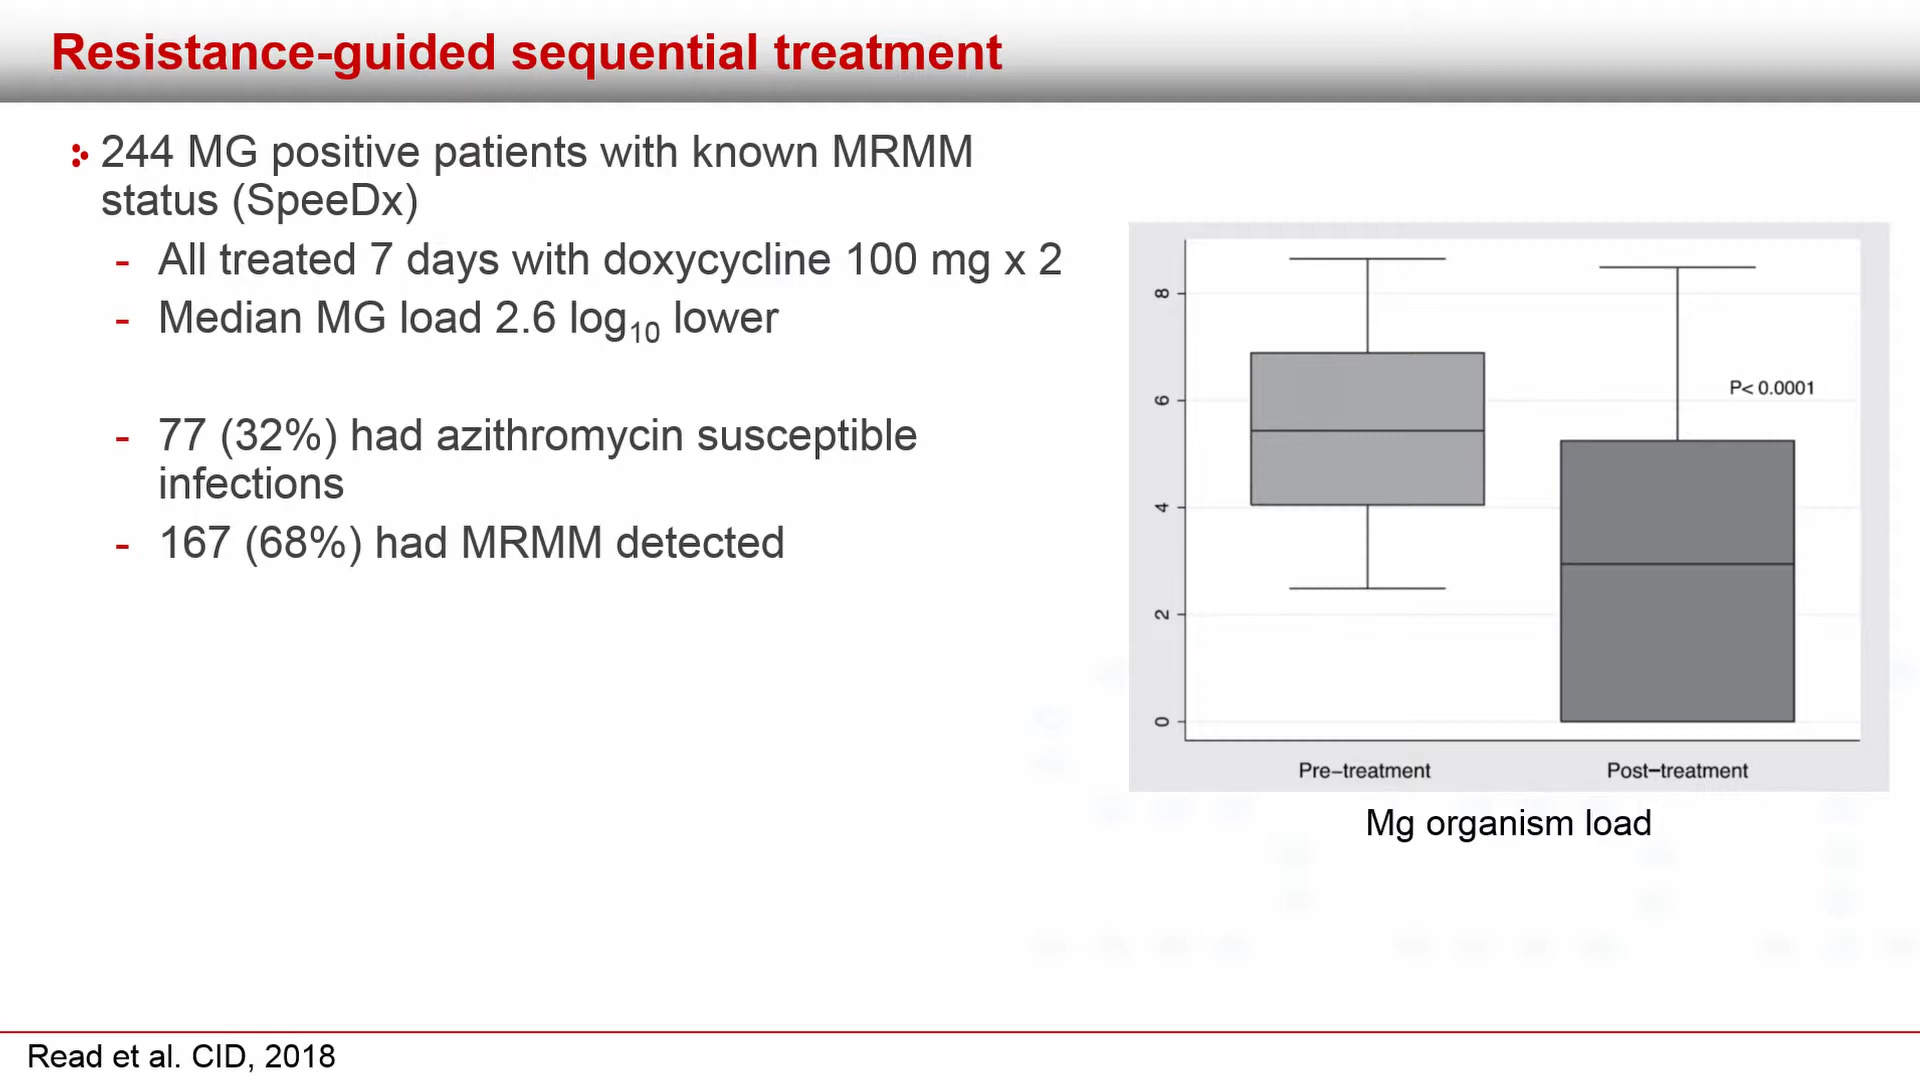 Resistance-guided sequential treatment
244 MG positive patients with known MRMM
status (SpeeDx)
- All treated 7 days with doxycycline 100 mg x 2
- Median MG load 2.6 log₁₀ lower
- 77 (32%) had azithromycin susceptible
infections
- 167 (68%) had MRMM detected
8
6
4
2
0
P< 0.0001
Pre–treatment
Post–treatment
Mg organism load
Read et al. CID, 2018